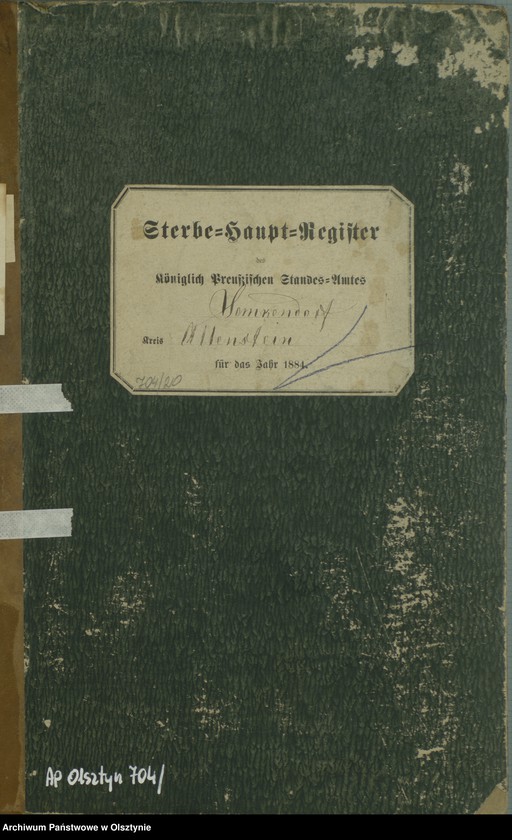 Sterbe-Haupt-Register
des
Königlich Preußischen Standes-Amtes
Kreis Allenstein
für das Jahr 1884.
704/20
AP Olsztyn 704/
Archiwum Państwowe w Olsztynie